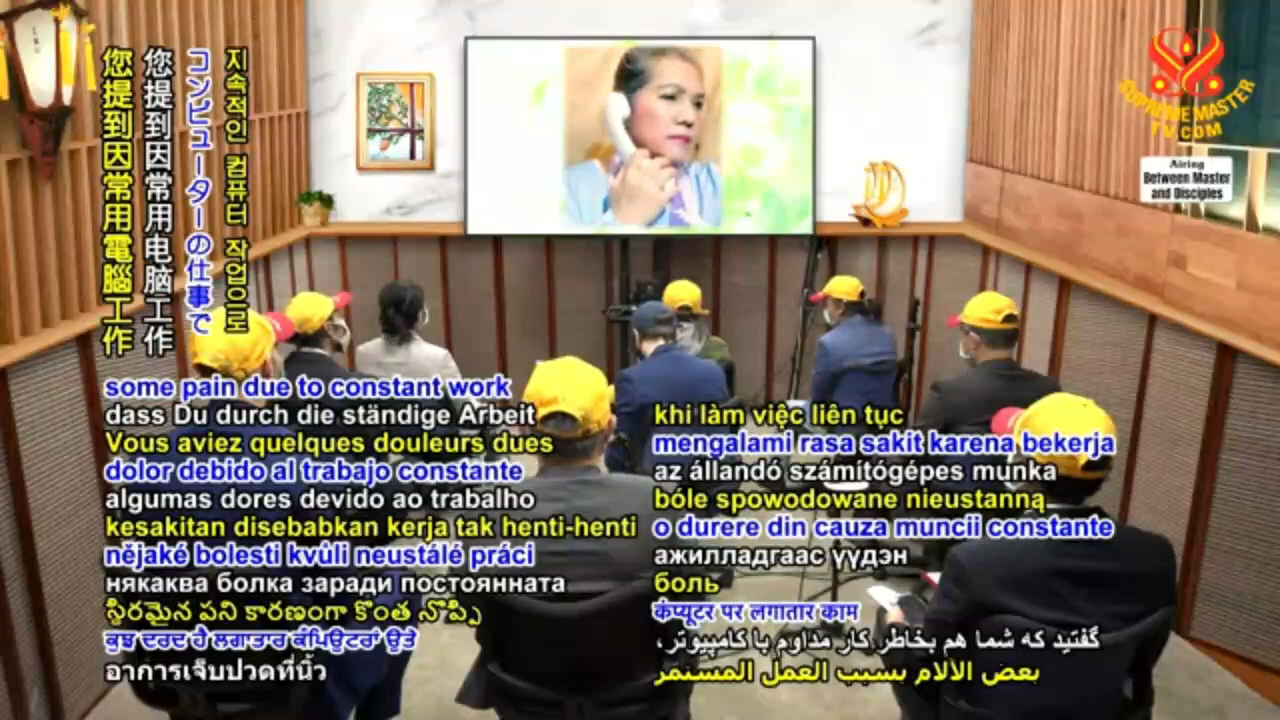 您提到因常用電腦工作
您提到因常用电脑工作
コンピューターの仕事で
지속적인 컴퓨터 작업으로
SUPREME MASTER
TV.COM
Airing
Between Master
and Disciples
some pain due to constant work
dass Du durch die ständige Arbeit
Vous aviez quelques douleurs dues
dolor debido al trabajo constante
algumas dores devido ao trabalho
kesakitan disebabkan kerja tak henti-henti
nějaké bolesti kvůli neustálé práci
някаква болка заради постоянната
స్థిరమైన పని కారణంగా కొంత నొప్పి
ਕੁਝ ਦਰਦ ਹੈ ਲਗਾਤਾਰ ਕੰਪਿਊਟਰਾਂ ਉੱਤੇ
อาการเจ็บปวดที่นิ้ว
khi làm việc liên tục
mengalami rasa sakit karena bekerja
az állandó számítógépes munka
bóle spowodowane nieustanną
o durere din cauza muncii constante
ажилладгаас үүдэн
боль
कंप्यूटर पर लगातार काम
گفتید که شما هم بخاطر کار مداوم با کامپیوتر،
بعض الآلام بسبب العمل المستمر